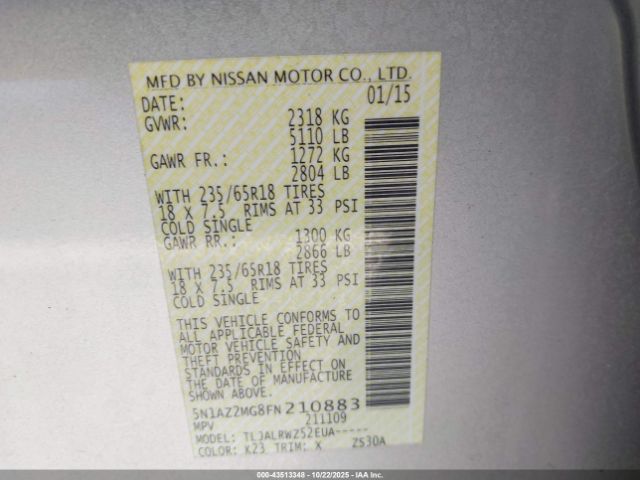 MFD BY NISSAN MOTOR CO., LTD.
DATE: 01/15
GVWR: 2318 KG
5110 LB
GAWR FR.: 1272 KG
2804 LB
WITH 235/65R18 TIRES
18 X 7.5 RIMS AT 33 PSI
COLD SINGLE
GAWR RR.: 1300 KG
2866 LB
WITH 235/65R18 TIRES
18 X 7.5 RIMS AT 33 PSI
COLD SINGLE
THIS VEHICLE CONFORMS TO
ALL APPLICABLE FEDERAL
MOTOR VEHICLE SAFETY AND
THEFT PREVENTION
STANDARDS IN EFFECT ON
THE DATE OF MANUFACTURE
SHOWN ABOVE.
5N1AZ2MG8FN210883
MPV 211109
MODEL: TLJALRWZ52EUA-----
COLOR: K23 TRIM: X ZS30A
000-43513348 - 10/22/2025 - IAAI.COM